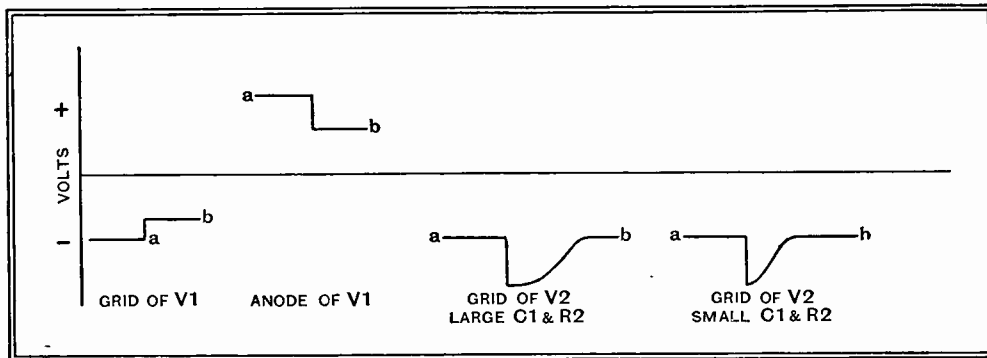 +
VOLTS
−
a
b
a
b
a
b
a
h
GRID OF V1
ANODE OF V1
GRID OF V2
LARGE C1 & R2
GRID OF V2
SMALL C1 & R2